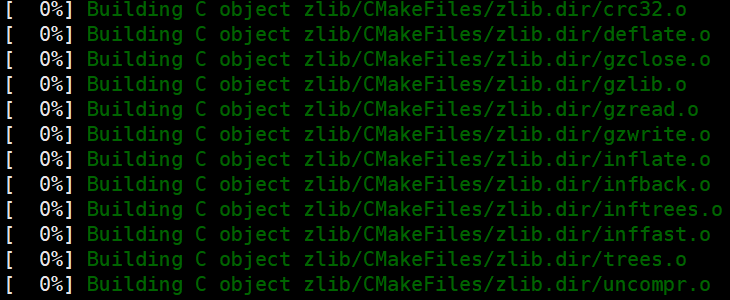 [  0%] Building C object zlib/CMakeFiles/zlib.dir/crc32.o
[  0%] Building C object zlib/CMakeFiles/zlib.dir/deflate.o
[  0%] Building C object zlib/CMakeFiles/zlib.dir/gzclose.o
[  0%] Building C object zlib/CMakeFiles/zlib.dir/gzlib.o
[  0%] Building C object zlib/CMakeFiles/zlib.dir/gzread.o
[  0%] Building C object zlib/CMakeFiles/zlib.dir/gzwrite.o
[  0%] Building C object zlib/CMakeFiles/zlib.dir/inflate.o
[  0%] Building C object zlib/CMakeFiles/zlib.dir/infback.o
[  0%] Building C object zlib/CMakeFiles/zlib.dir/inftrees.o
[  0%] Building C object zlib/CMakeFiles/zlib.dir/inffast.o
[  0%] Building C object zlib/CMakeFiles/zlib.dir/trees.o
[  0%] Building C object zlib/CMakeFiles/zlib.dir/uncompr.o